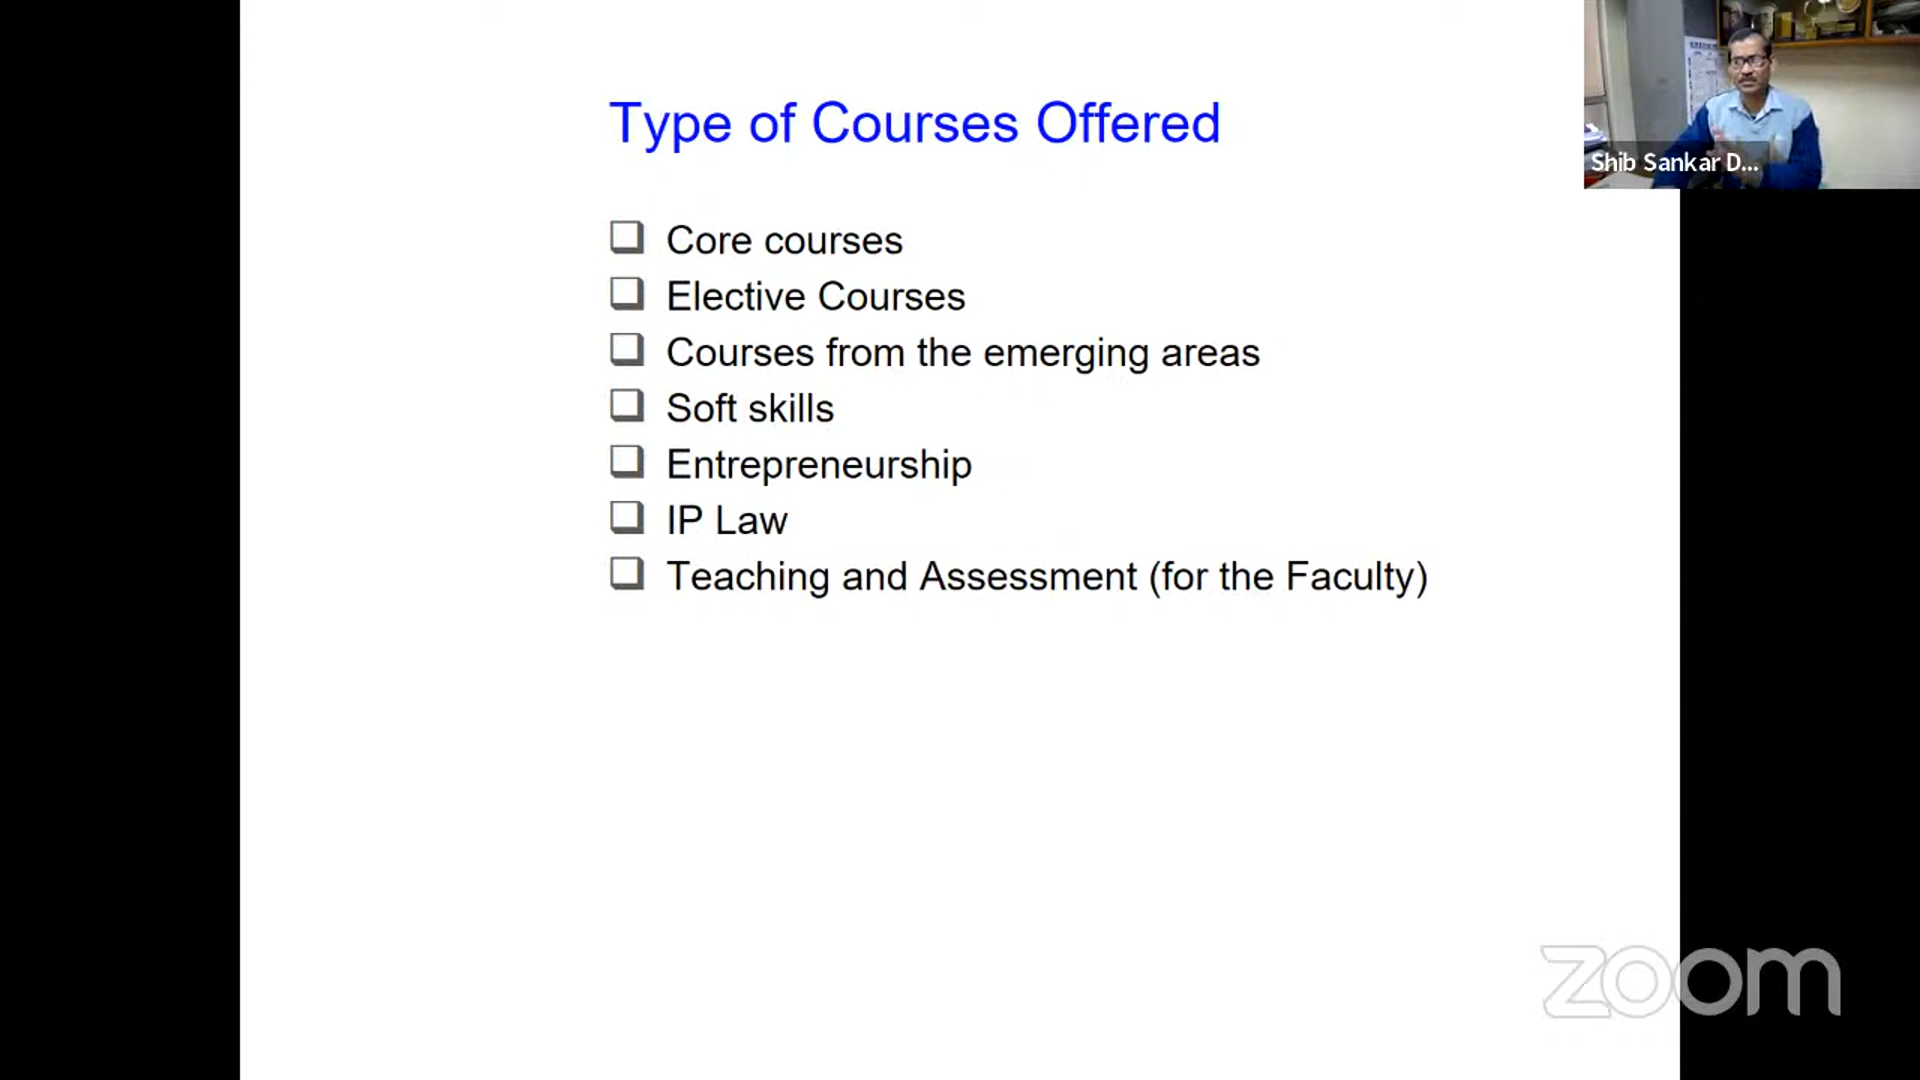 Type of Courses Offered
Shib Sankar D...
Core courses
Elective Courses
Courses from the emerging areas
Soft skills
Entrepreneurship
IP Law
Teaching and Assessment (for the Faculty)
zoom